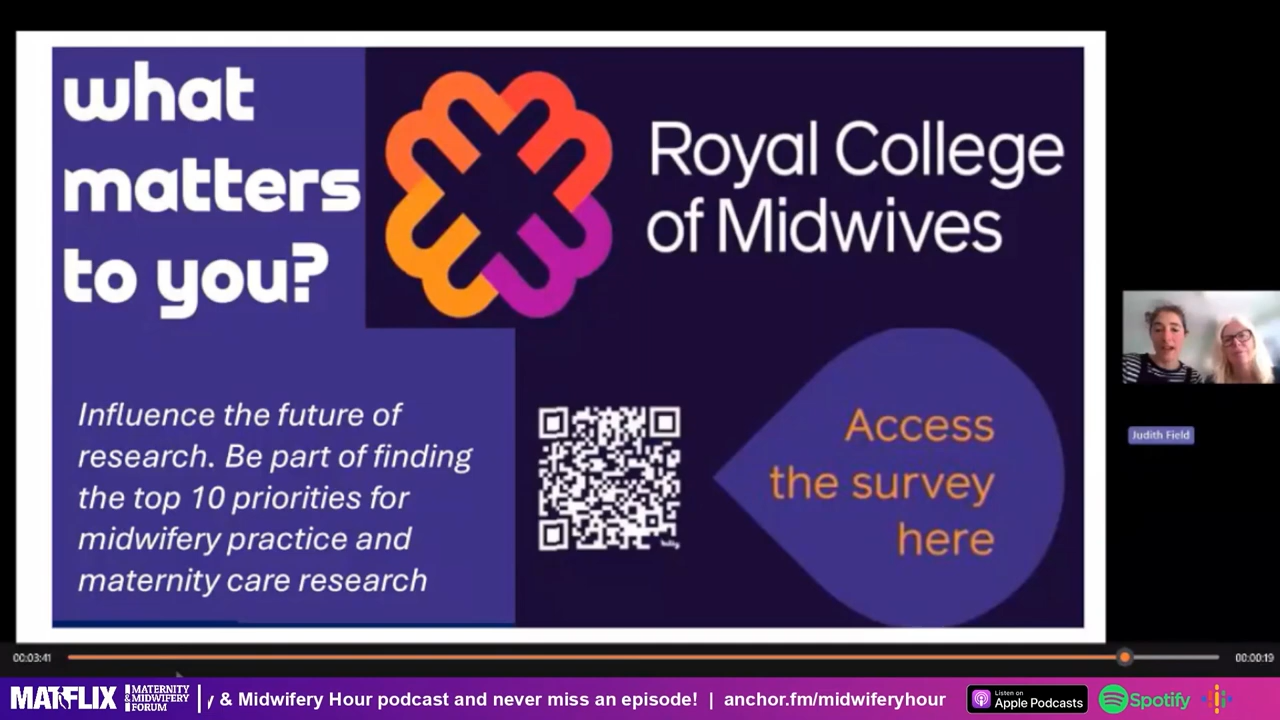 what
matters
to you?
Royal College
of Midwives
Influence the future of
research. Be part of finding
the top 10 priorities for
midwifery practice and
maternity care research
Access
the survey
here
Judith Field
00:03:41
00:00:19
MATFLIX
MATERNITY
& MIDWIFERY
FORUM
y & Midwifery Hour podcast and never miss an episode! | anchor.fm/midwiferyhour
Listen on
Apple Podcasts
Spotify